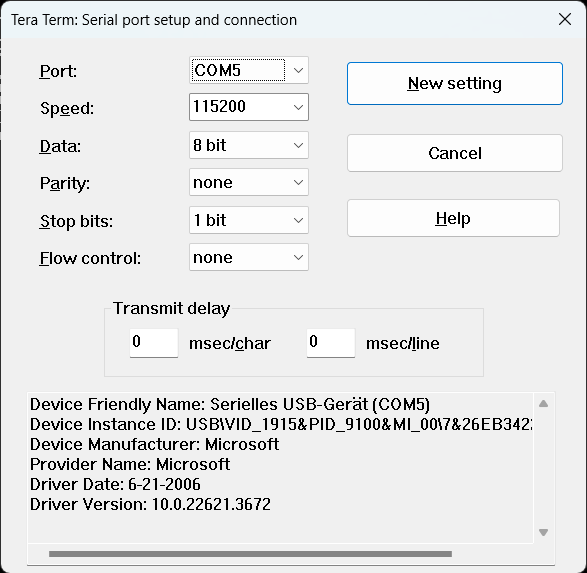 Tera Term: Serial port setup and connection
Port: COM5
New setting
Speed: 115200
Data: 8 bit
Cancel
Parity: none
Stop bits: 1 bit
Help
Flow control: none
Transmit delay
0 msec/char 0 msec/line
Device Friendly Name: Serielles USB-Gerät (COM5)
Device Instance ID: USB\VID_1915&PID_9100&MI_00\7&26EB342
Device Manufacturer: Microsoft
Provider Name: Microsoft
Driver Date: 6-21-2006
Driver Version: 10.0.22621.3672